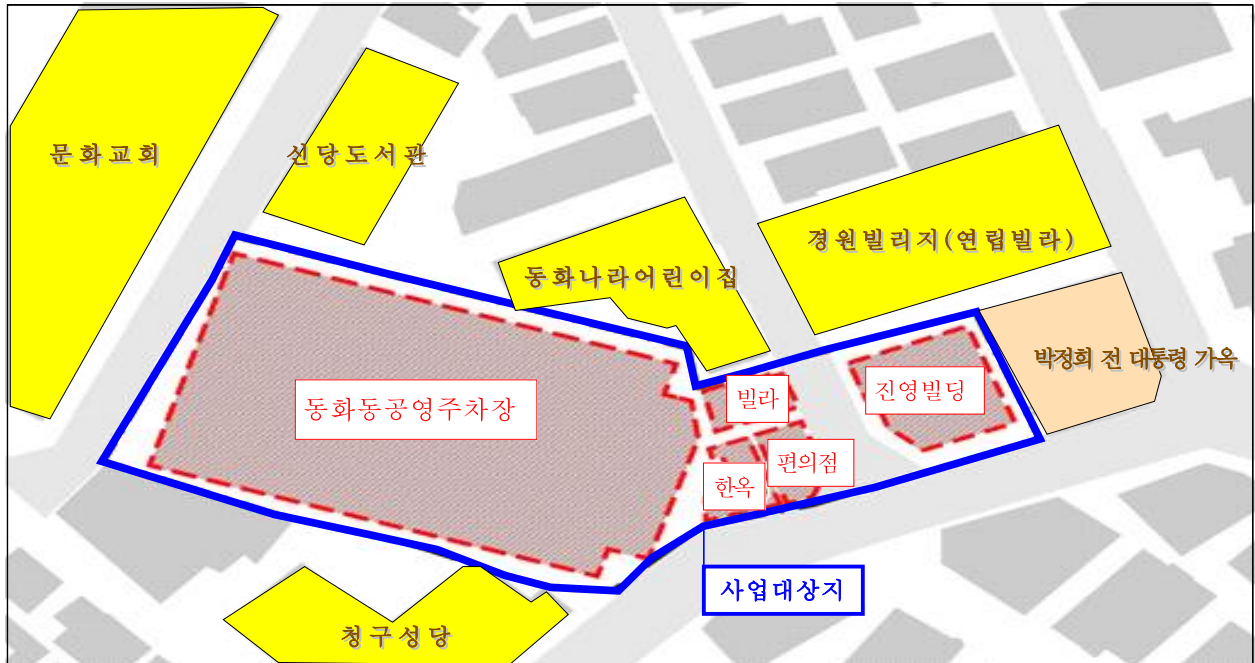 문화교회
신당도서관
경원빌리지(연립빌라)
동화나라어린이집
박정희 전 대통령 가옥
동화동공영주차장
빌라
진영빌딩
편의점
한옥
사업대상지
청구성당